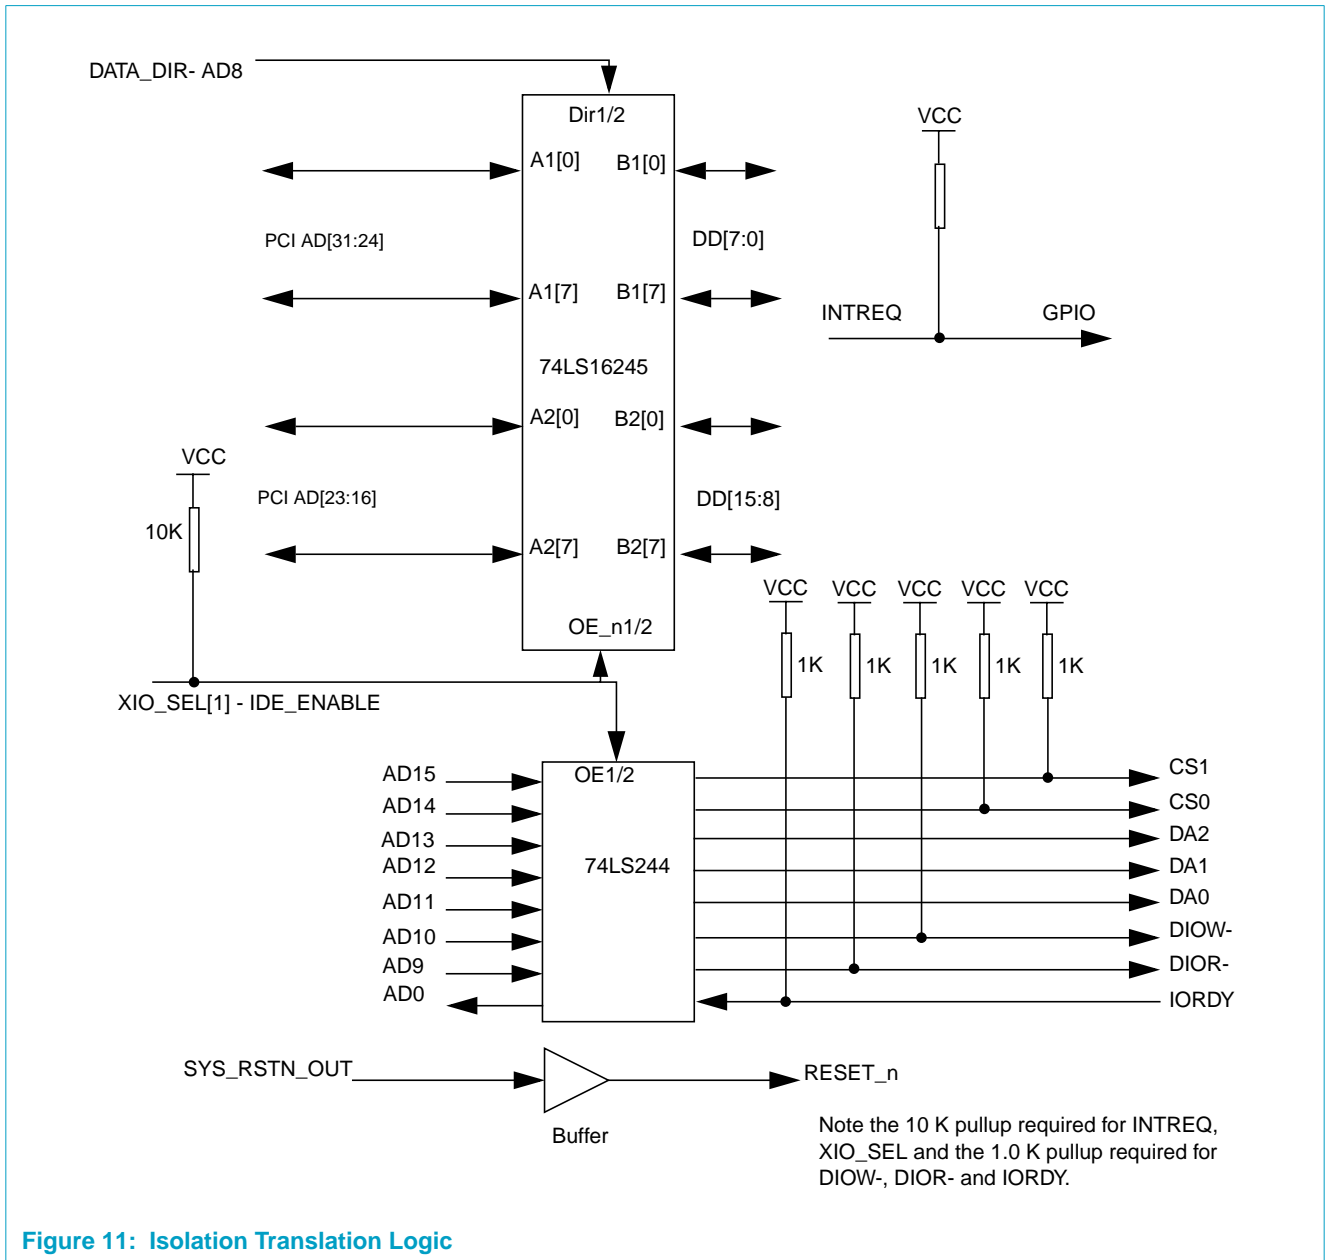 DATA_DIR- AD8
Dir1/2
VCC
A1[0] B1[0]
PCI AD[31:24]
DD[7:0]
A1[7] B1[7]
INTREQ GPIO
74LS16245
A2[0] B2[0]
VCC
PCI AD[23:16]
DD[15:8]
10K
A2[7] B2[7]
VCC VCC VCC VCC VCC
OE_n1/2
1K 1K 1K 1K 1K
XIO_SEL[1] - IDE_ENABLE
AD15 OE1/2 CS1
AD14 CS0
AD13 DA2
AD12 74LS244 DA1
AD11 DA0
AD10 DIOW-
AD9 DIOR-
AD0 IORDY
SYS_RSTN_OUT RESET_n
Buffer
Note the 10 K pullup required for INTREQ,
XIO_SEL and the 1.0 K pullup required for
DIOW-, DIOR- and IORDY.
Figure 11: Isolation Translation Logic